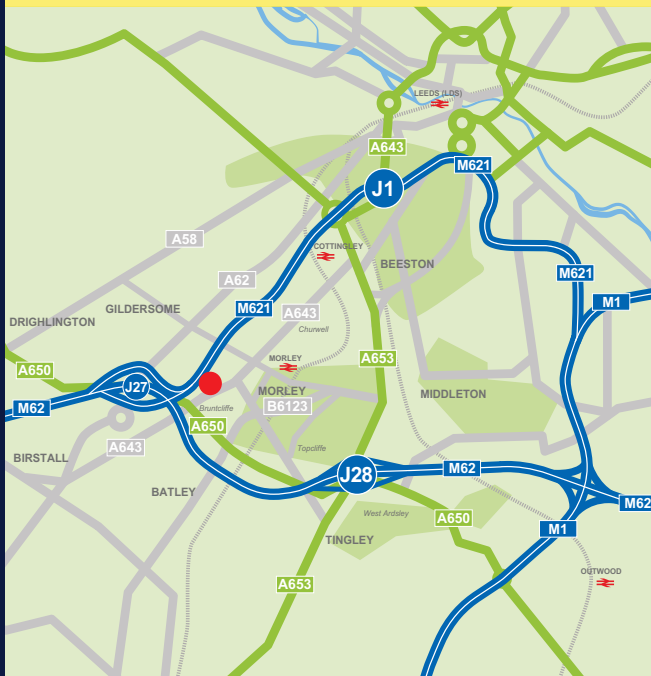 LEEDS (LDS)
A643
M621
J1
A58
COTTINGLEY
BEESTON
A62
M621
M1
GILDERSOME
M621
A643
DRIGHLINGTON
Churwell
A653
MORLEY
A650
J27
MORLEY
MIDDLETON
M62
Bruntcliffe
B6123
A650
A643
Topcliffe
BIRSTALL
J28
M62
BATLEY
M62
West Ardsley
A650
M1
TINGLEY
OUTWOOD
A653